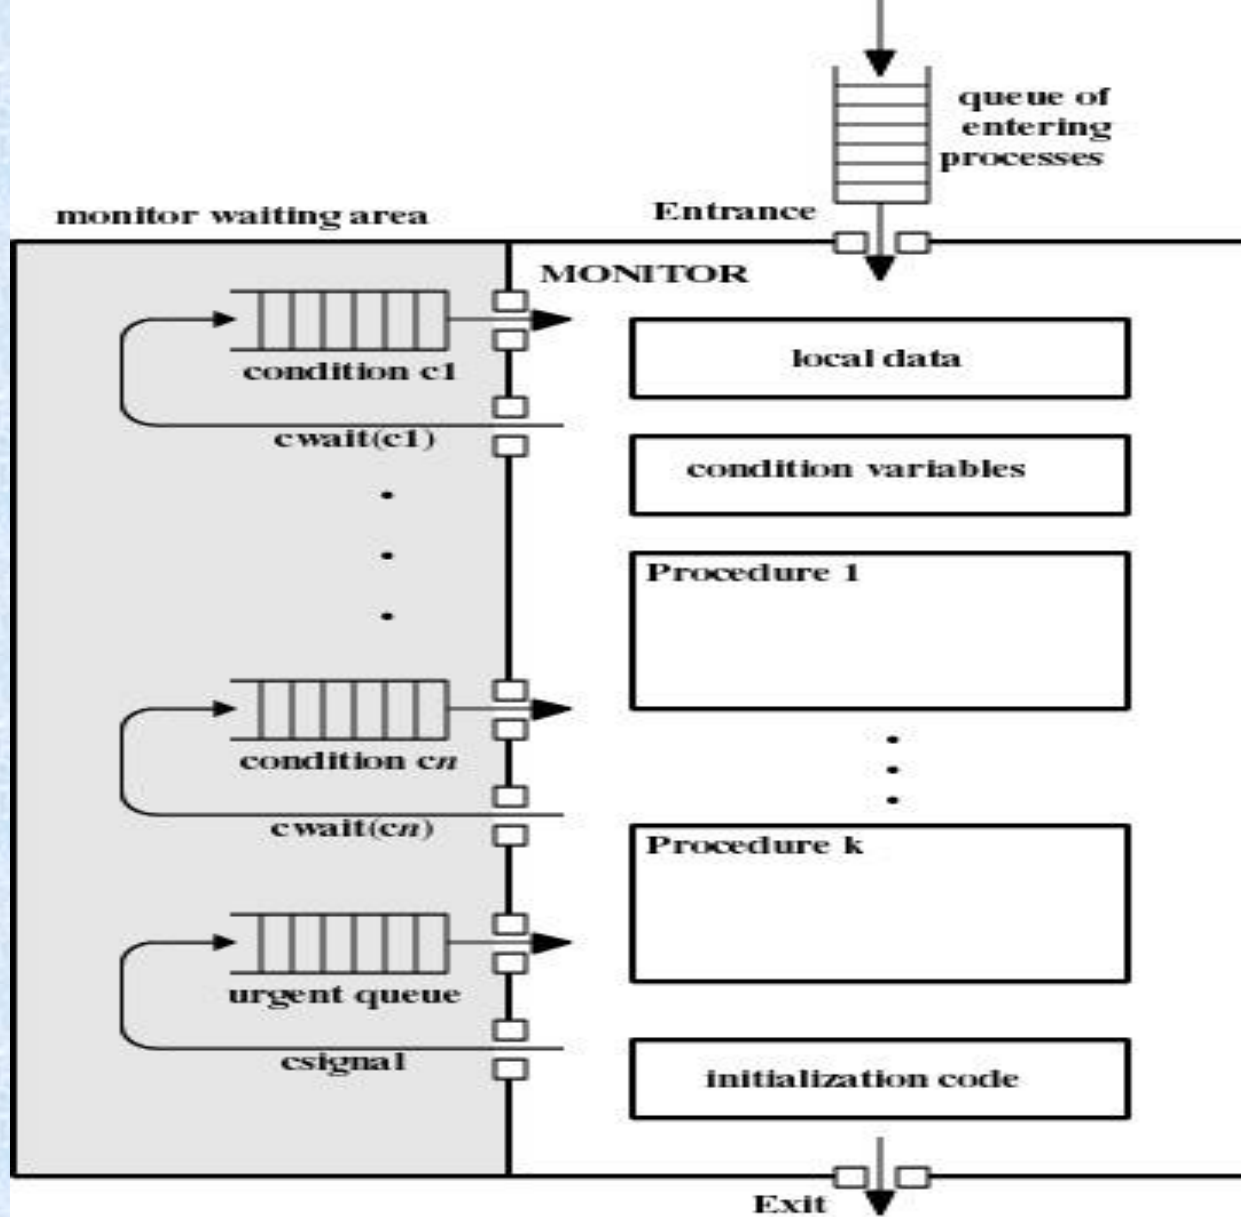 queue of
entering
processes
monitor waiting area
Entrance
MONITOR
condition c1
cwait(c1)
condition cn
cwait(cn)
urgent queue
csignal
local data
condition variables
Procedure 1
Procedure k
initialization code
Exit